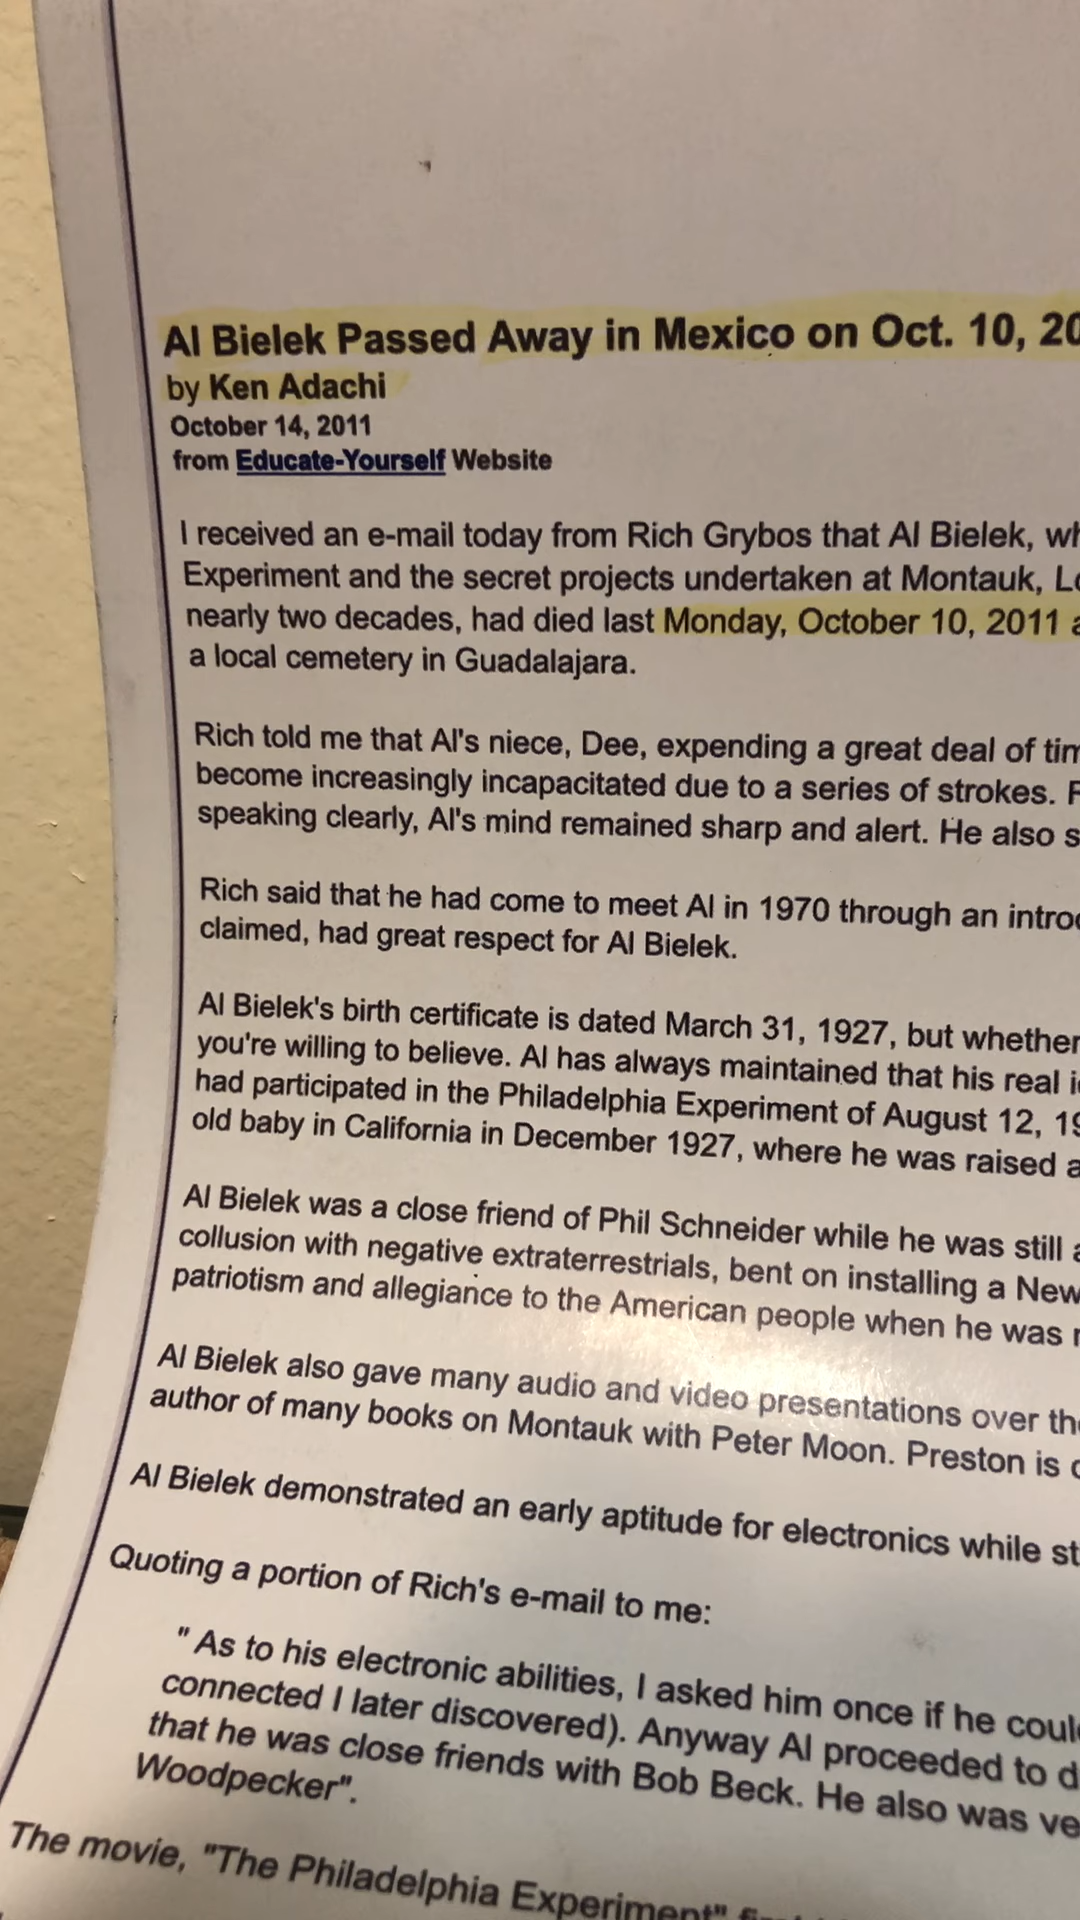 Al Bielek Passed Away in Mexico on Oct. 10, 20
by Ken Adachi
October 14, 2011
from Educate-Yourself Website
I received an e-mail today from Rich Grybos that Al Bielek, wh
Experiment and the secret projects undertaken at Montauk, Lo
nearly two decades, had died last Monday, October 10, 2011 a
a local cemetery in Guadalajara.
Rich told me that Al's niece, Dee, expending a great deal of tim
become increasingly incapacitated due to a series of strokes. F
speaking clearly, Al's mind remained sharp and alert. He also s
Rich said that he had come to meet Al in 1970 through an introd
claimed, had great respect for Al Bielek.
Al Bielek's birth certificate is dated March 31, 1927, but whether
you're willing to believe. Al has always maintained that his real i
had participated in the Philadelphia Experiment of August 12, 19
old baby in California in December 1927, where he was raised a
Al Bielek was a close friend of Phil Schneider while he was still a
collusion with negative extraterrestrials, bent on installing a New
patriotism and allegiance to the American people when he was
Al Bielek also gave many audio and video presentations over the
author of many books on Montauk with Peter Moon. Preston is
Al Bielek demonstrated an early aptitude for electronics while st
Quoting a portion of Rich's e-mail to me:
" As to his electronic abilities, I asked him once if he coul
connected I later discovered). Anyway Al proceeded to d
that he was close friends with Bob Beck. He also was ve
Woodpecker".
The movie, "The Philadelphia Experiment"